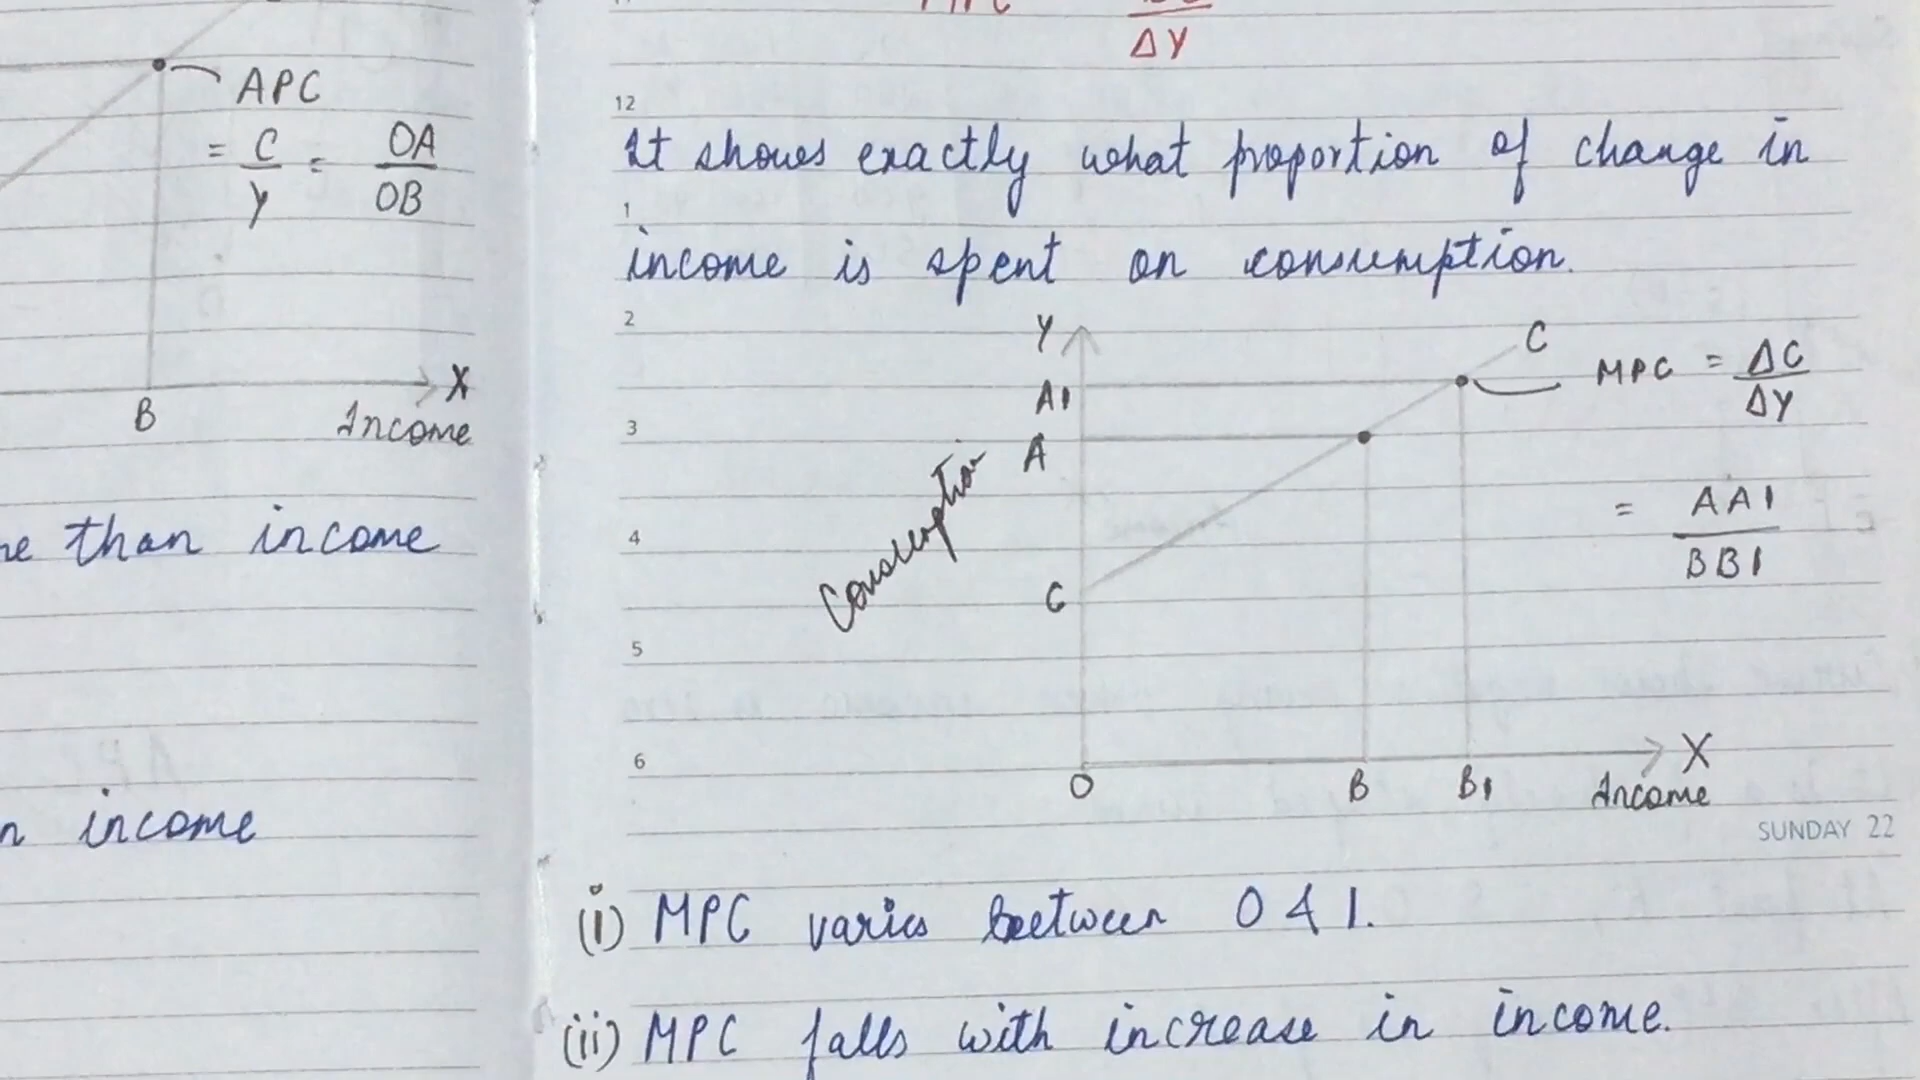 APC
= C/Y = OA/OB
B
X
Income
than income
income
ΔY
12
It shows exactly what proportion of change in
1
income is spent on consumption.
2
Y
C
MPC = ΔC/ΔY
A1
3
A
Consumption
= AA1/BB1
4
C
5
6
O
B
B1
X
Income
SUNDAY 22
(i) MPC varies between 0 & 1.
(ii) MPC falls with increase in income.